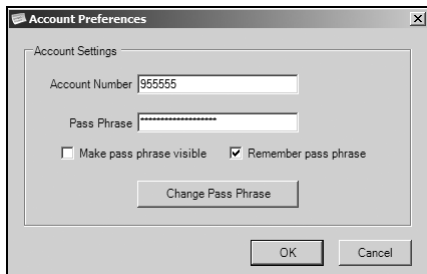 Account Preferences
Account Settings
Account Number 955555
Pass Phrase *******************
Make pass phrase visible Remember pass phrase
Change Pass Phrase
OK Cancel